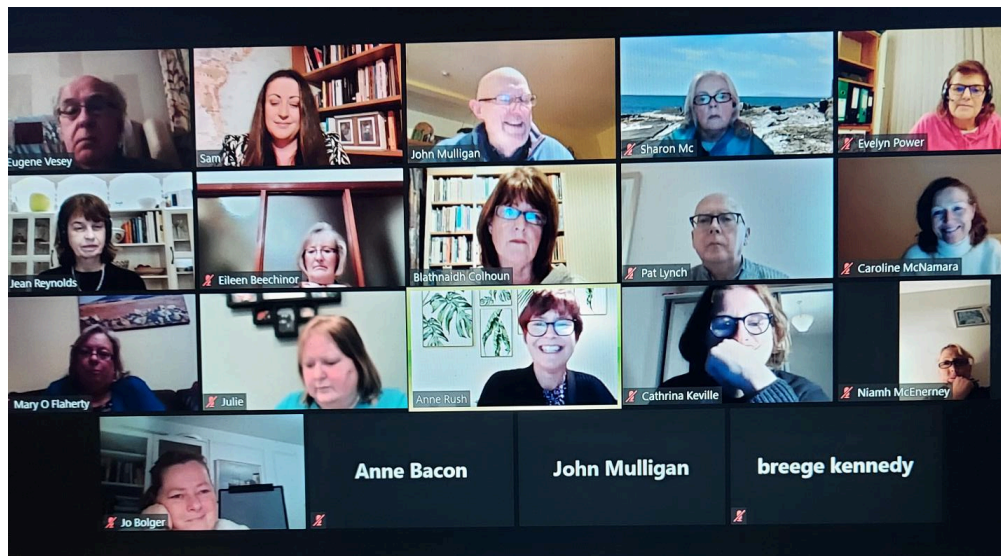 Eugene Vesey
Sam
John Mulligan
Sharon Mc
Evelyn Power
Jean Reynolds
Eileen Beechinor
Blathnaidh Colhoun
Pat Lynch
Caroline McNamara
Mary O Flaherty
Julie
Anne Rush
Cathrina Keville
Niamh McEnerney
Jo Bolger
Anne Bacon
John Mulligan
breege kennedy